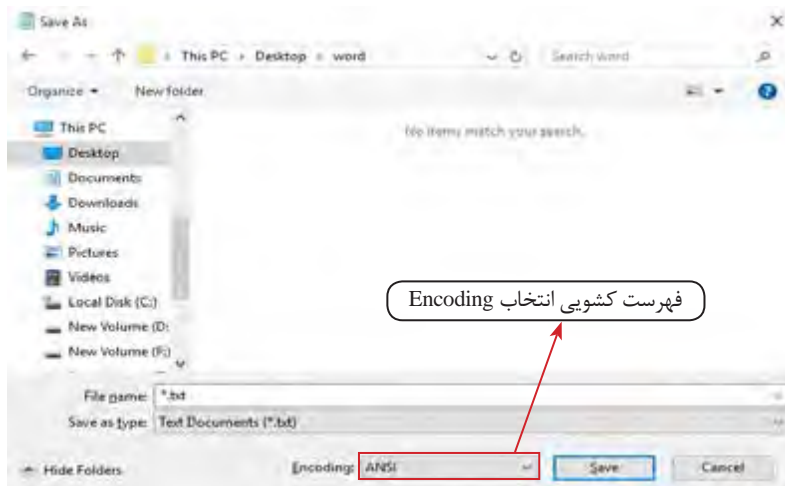 Save As
This PC › Desktop › word
Search word
Organize
New folder
This PC
Desktop
Documents
Downloads
Music
Pictures
Videos
Local Disk (C:)
New Volume (D:
New Volume (F:)
No items match your search.
فهرست کشویی انتخاب Encoding
File name: *.txt
Save as type: Text Documents (*.txt)
Hide Folders
Encoding: ANSI
Save
Cancel